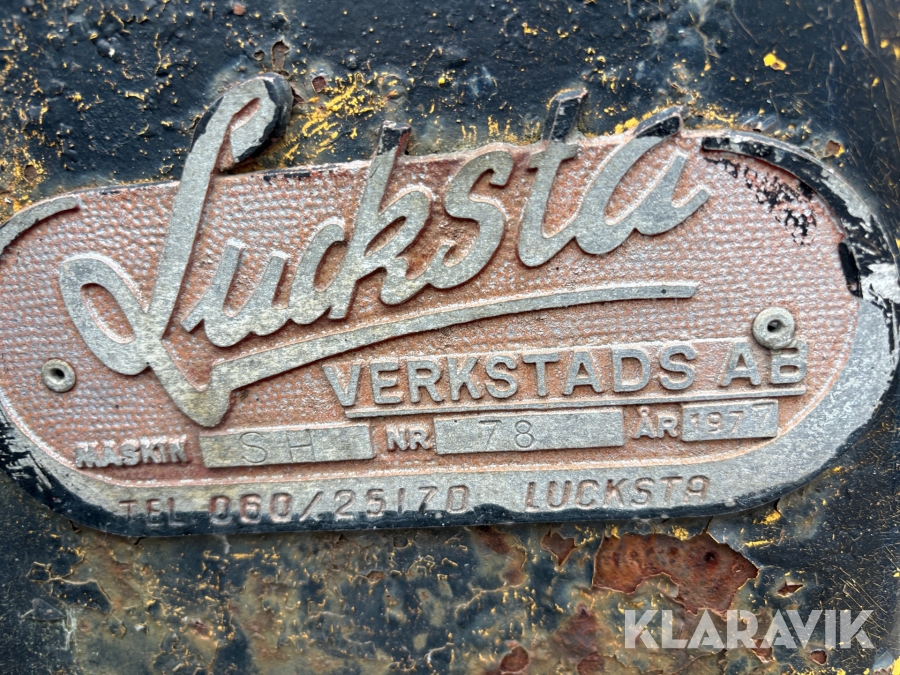 Lucksta
VERKSTADS AB
MASKIN SH NR 78 ÅR 1977
TEL 060/25170 LUCKSTA
KLARAVIK